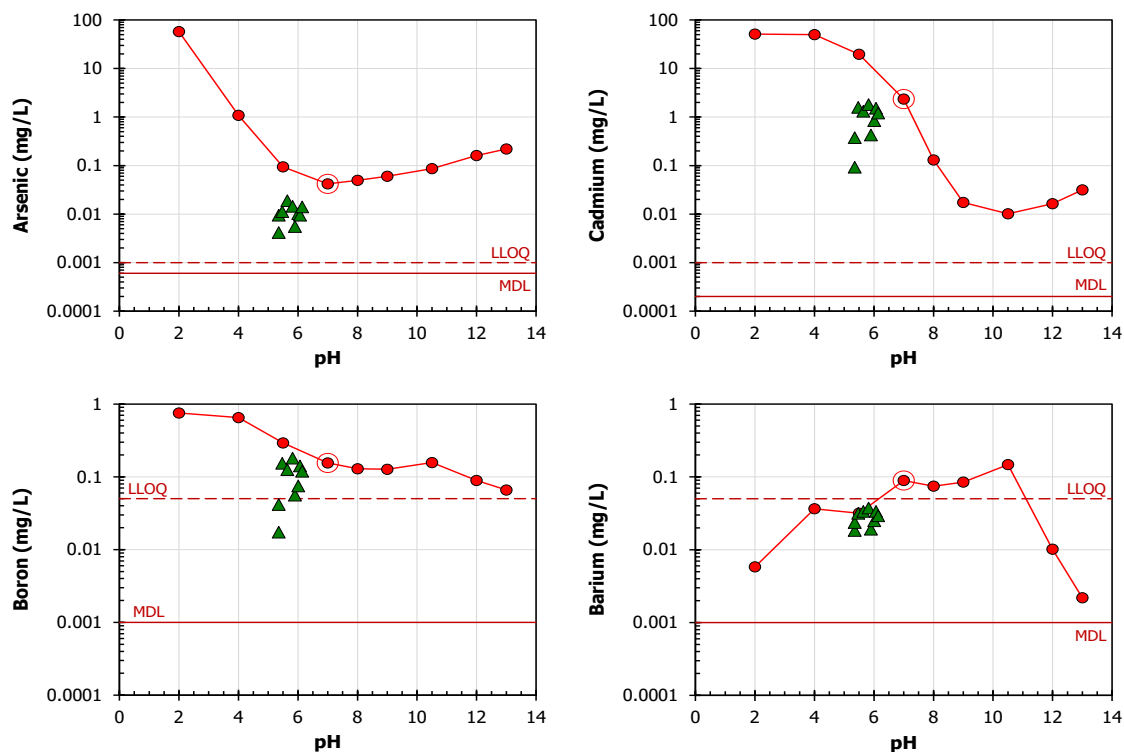 100
10
1
0.1
0.01
0.001
0.0001
Arsenic (mg/L)
LLOQ
MDL
0 2 4 6 8 10 12 14
pH
100
10
1
0.1
0.01
0.001
0.0001
Cadmium (mg/L)
LLOQ
MDL
0 2 4 6 8 10 12 14
pH
1
0.1
0.01
0.001
0.0001
Boron (mg/L)
LLOQ
MDL
0 2 4 6 8 10 12 14
pH
1
0.1
0.01
0.001
0.0001
Barium (mg/L)
LLOQ
MDL
0 2 4 6 8 10 12 14
pH